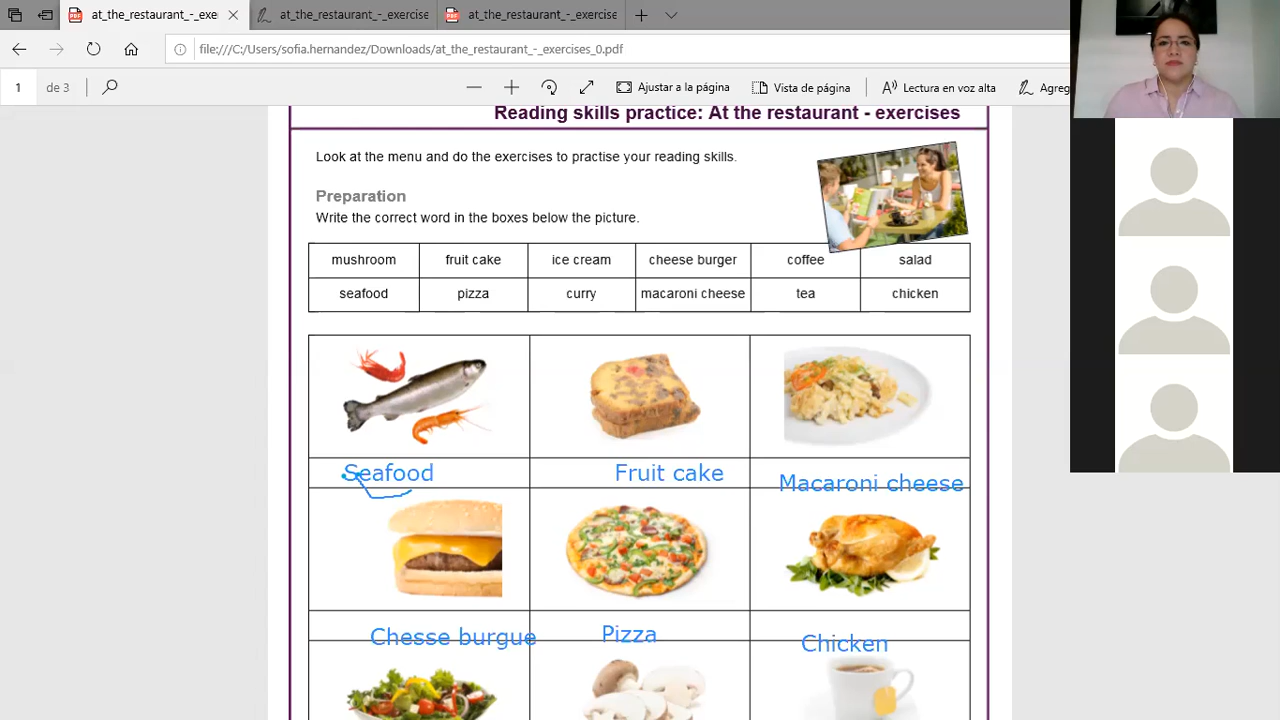 at_the_restaurant_-_exe
at_the_restaurant_-_exercise
at_the_restaurant_-_exercise
file:///C:/Users/sofia.hernandez/Downloads/at_the_restaurant_-_exercises_0.pdf
1 de 3
Ajustar a la página
Vista de página
Lectura en voz alta
Agreg
Reading skills practice: At the restaurant - exercises
Look at the menu and do the exercises to practise your reading skills.
Preparation
Write the correct word in the boxes below the picture.
mushroom fruit cake ice cream cheese burger coffee salad
seafood pizza curry macaroni cheese tea chicken
Seafood Fruit cake Macaroni cheese
Chesse burgue Pizza Chicken